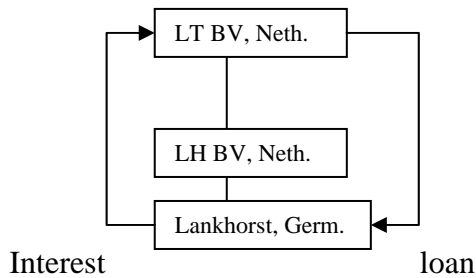 LT BV, Neth.
LH BV, Neth.
Lankhorst, Germ.
Interest loan